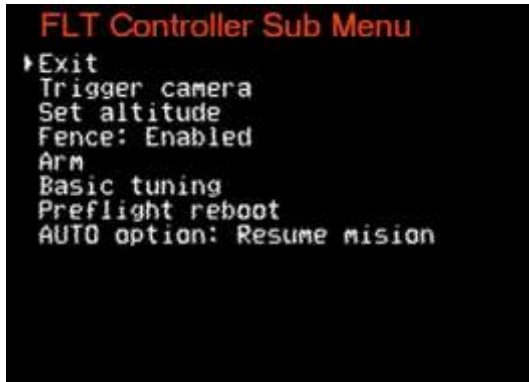 FLT Controller Sub Menu
Exit
Trigger camera
Set altitude
Fence: Enabled
Arm
Basic tuning
Preflight reboot
AUTO option: Resume mision